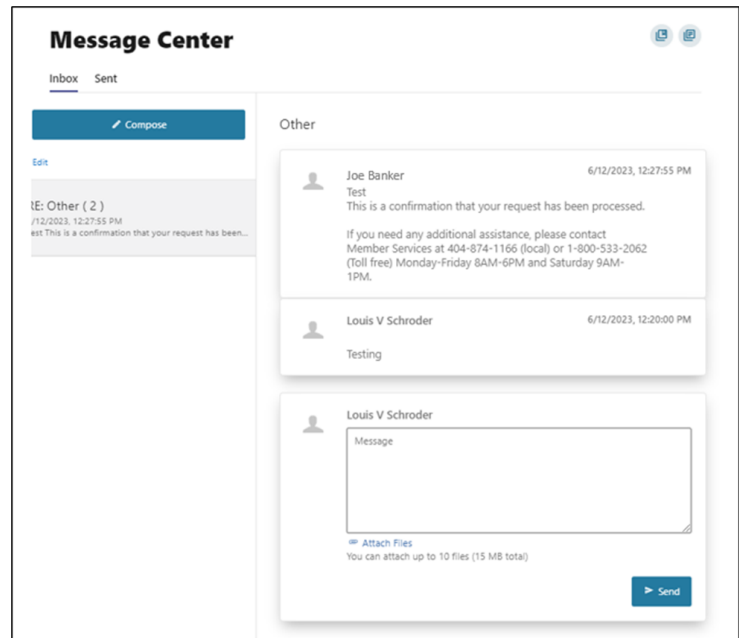 Message Center
Inbox Sent
Compose
Edit
RE: Other ( 2 )
/12/2023, 12:27:55 PM
est This is a confirmation that your request has been...
Other
Joe Banker 6/12/2023, 12:27:55 PM
Test
This is a confirmation that your request has been processed.
If you need any additional assistance, please contact
Member Services at 404-874-1166 (local) or 1-800-533-2062
(Toll free) Monday-Friday 8AM-6PM and Saturday 9AM-
1PM.
Louis V Schroder 6/12/2023, 12:20:00 PM
Testing
Louis V Schroder
Message
Attach Files
You can attach up to 10 files (15 MB total)
Send